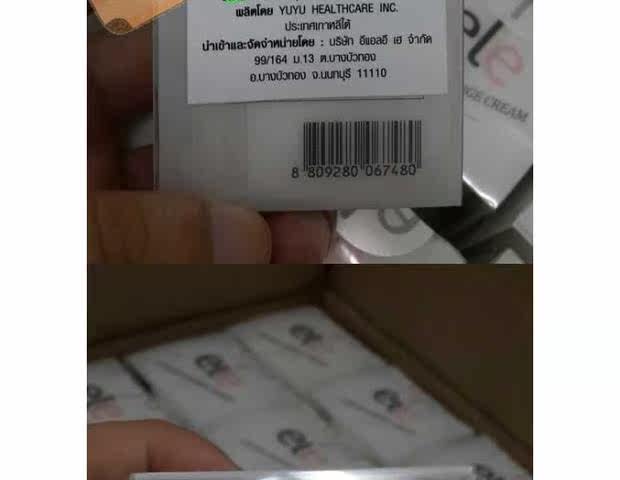 ผลิตโดย YUYU HEALTHCARE INC.
ประเทศเกาหลีใต้
นำเข้าและจัดจำหน่ายโดย : บริษัท อีแอลอี เฮ จำกัด
99/164 ม.13 ต.บางบัวทอง
อ.บางบัวทอง จ.นนทบุรี 11110
8 809280 067480
ele
CREAM
ele
ele
ele